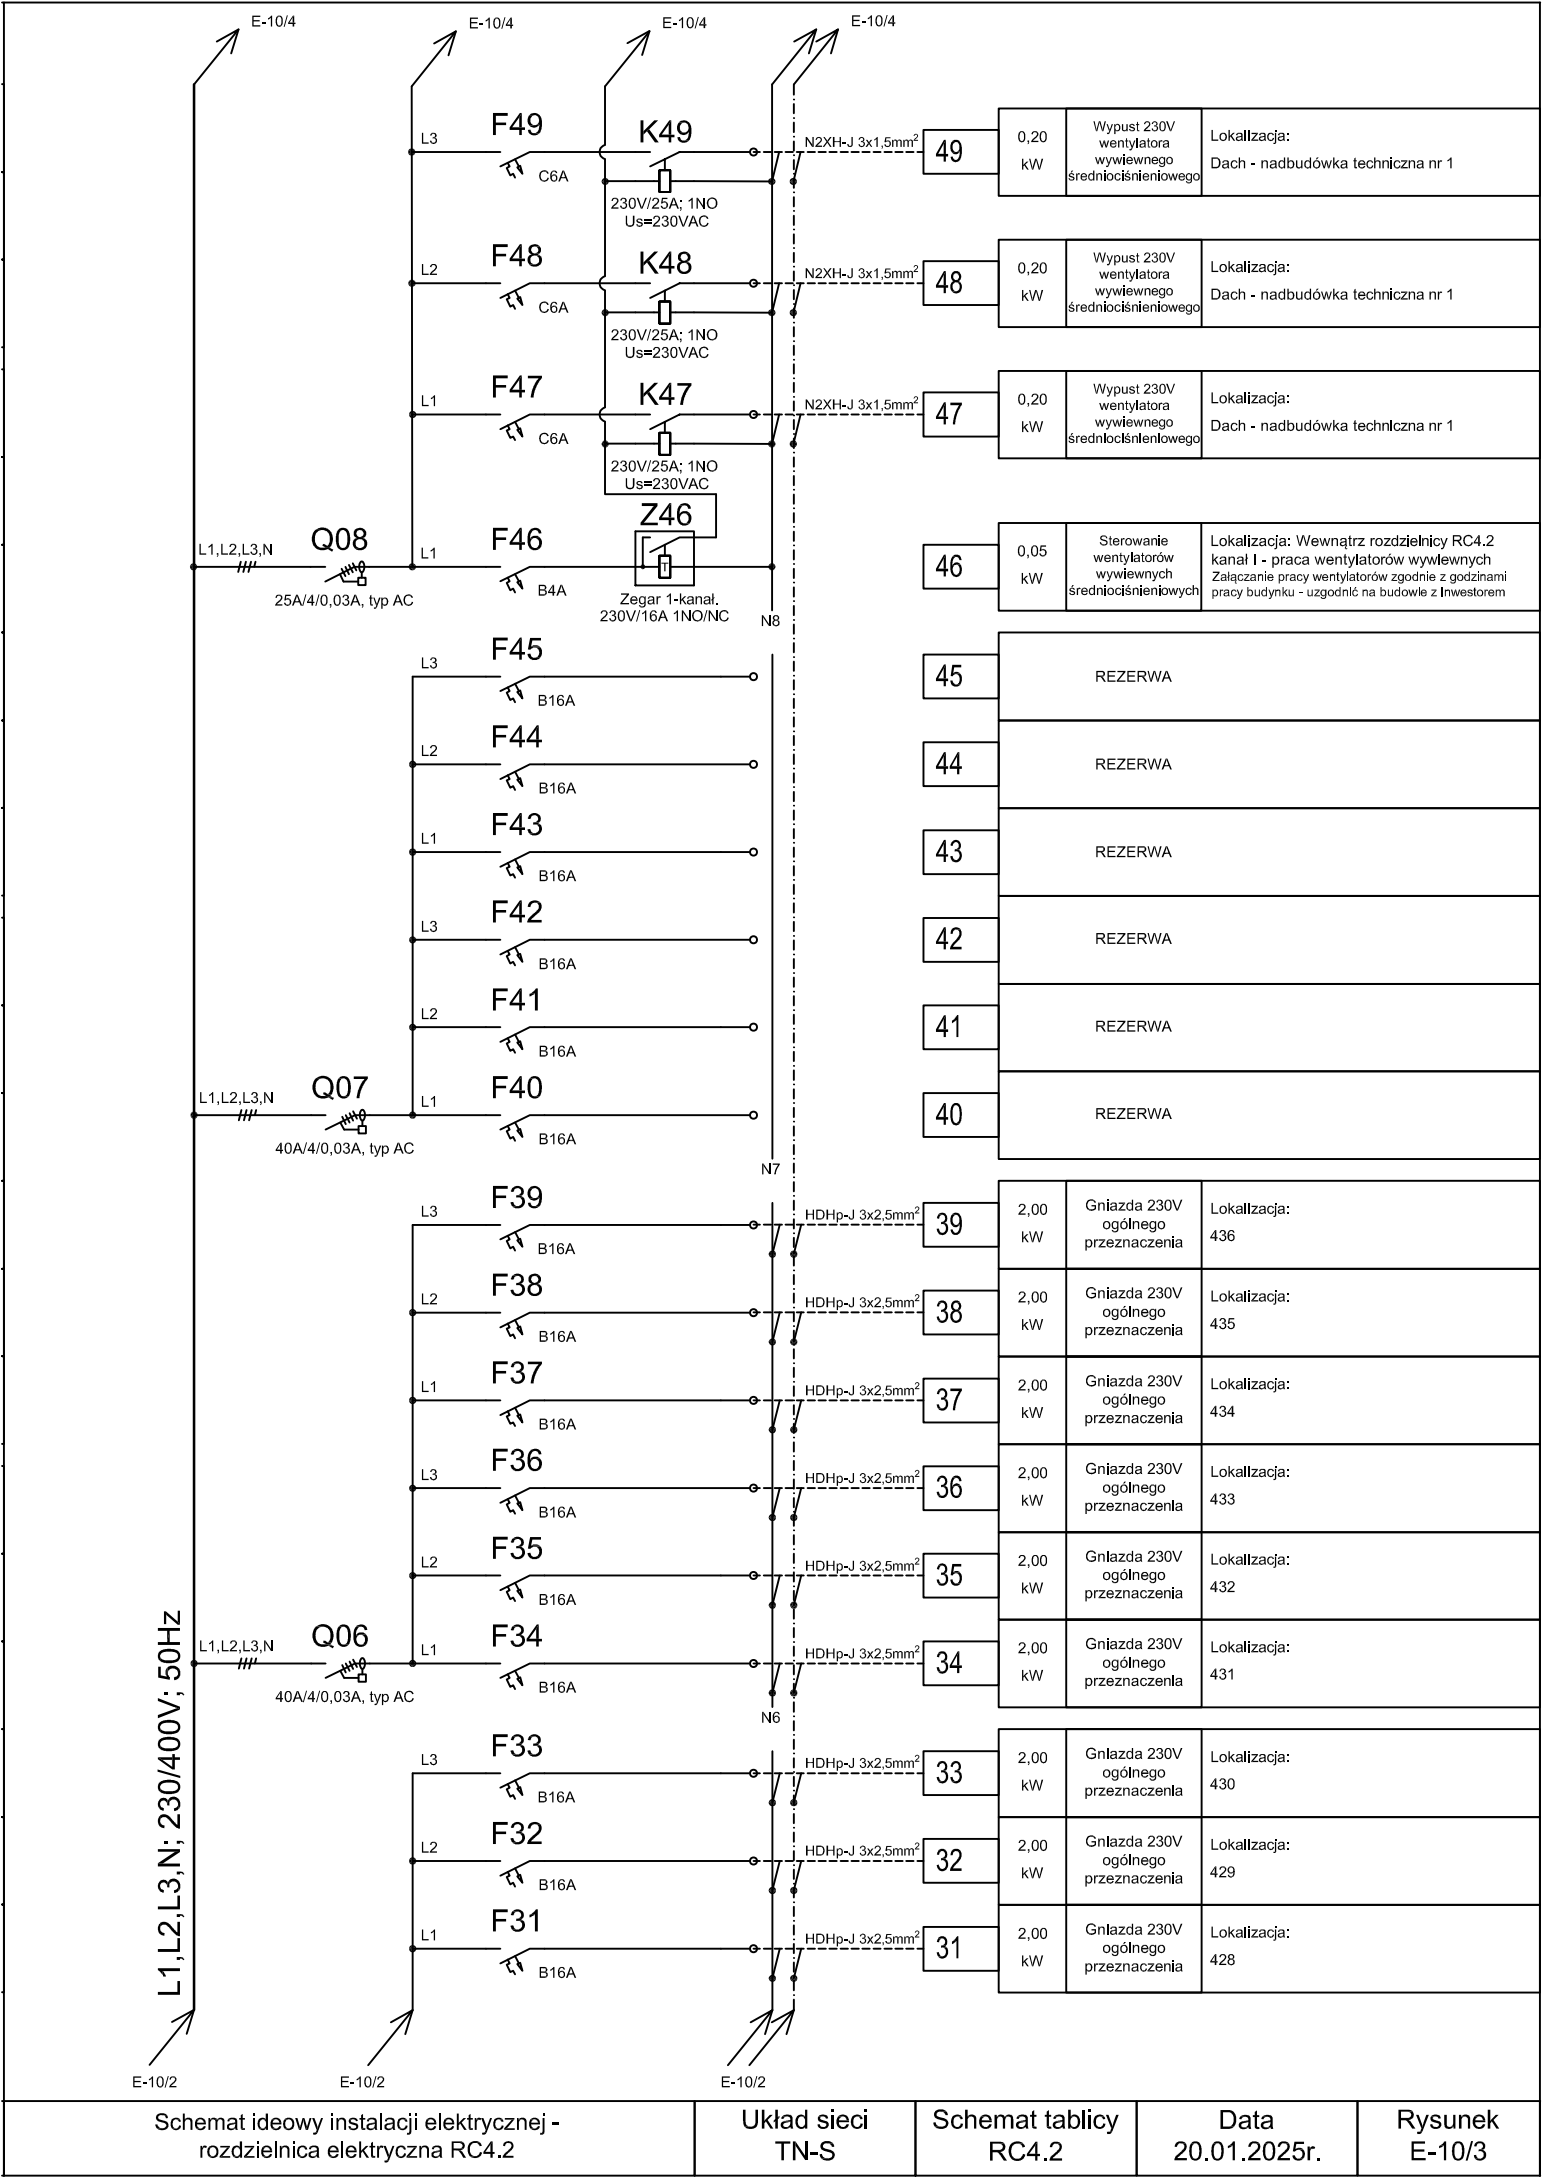 E-10/4
E-10/4
E-10/4
E-10/4
L3
F49
C6A
K49
230V/25A; 1NO
Us=230VAC
N2XH-J 3x1,5mm²
49
0,20
kW
Wypust 230V
wentylatora
wywiewnego
średniociśnieniowego
Lokalizacja:
Dach - nadbudówka techniczna nr 1
L2
F48
C6A
K48
230V/25A; 1NO
Us=230VAC
N2XH-J 3x1,5mm²
48
0,20
kW
Wypust 230V
wentylatora
wywiewnego
średniociśnieniowego
Lokalizacja:
Dach - nadbudówka techniczna nr 1
L1
F47
C6A
K47
230V/25A; 1NO
Us=230VAC
N2XH-J 3x1,5mm²
47
0,20
kW
Wypust 230V
wentylatora
wywiewnego
średniociśnieniowego
Lokalizacja:
Dach - nadbudówka techniczna nr 1
L1,L2,L3,N
Q08
25A/4/0,03A, typ AC
L1
F46
B4A
Z46
T
Zegar 1-kanał.
230V/16A 1NO/NC
N8
46
0,05
kW
Sterowanie
wentylatorów
wywiewnych
średniociśnieniowych
Lokalizacja: Wewnątrz rozdzielnicy RC4.2
kanał I - praca wentylatorów wywiewnych
Załączanie pracy wentylatorów zgodnie z godzinami
pracy budynku - uzgodnić na budowie z Inwestorem
L3
F45
B16A
45
REZERWA
L2
F44
B16A
44
REZERWA
L1
F43
B16A
43
REZERWA
L3
F42
B16A
42
REZERWA
L2
F41
B16A
41
REZERWA
L1,L2,L3,N
Q07
40A/4/0,03A, typ AC
L1
F40
B16A
N7
40
REZERWA
L3
F39
B16A
HDHp-J 3x2,5mm²
39
2,00
kW
Gniazda 230V
ogólnego
przeznaczenia
Lokalizacja:
436
L2
F38
B16A
HDHp-J 3x2,5mm²
38
2,00
kW
Gniazda 230V
ogólnego
przeznaczenia
Lokalizacja:
435
L1
F37
B16A
HDHp-J 3x2,5mm²
37
2,00
kW
Gniazda 230V
ogólnego
przeznaczenia
Lokalizacja:
434
L3
F36
B16A
HDHp-J 3x2,5mm²
36
2,00
kW
Gniazda 230V
ogólnego
przeznaczenia
Lokalizacja:
433
L2
F35
B16A
HDHp-J 3x2,5mm²
35
2,00
kW
Gniazda 230V
ogólnego
przeznaczenia
Lokalizacja:
432
L1,L2,L3,N
Q06
40A/4/0,03A, typ AC
L1
F34
B16A
HDHp-J 3x2,5mm²
N6
34
2,00
kW
Gniazda 230V
ogólnego
przeznaczenia
Lokalizacja:
431
L3
F33
B16A
HDHp-J 3x2,5mm²
33
2,00
kW
Gniazda 230V
ogólnego
przeznaczenia
Lokalizacja:
430
L2
F32
B16A
HDHp-J 3x2,5mm²
32
2,00
kW
Gniazda 230V
ogólnego
przeznaczenia
Lokalizacja:
429
L1
F31
B16A
HDHp-J 3x2,5mm²
31
2,00
kW
Gniazda 230V
ogólnego
przeznaczenia
Lokalizacja:
428
L1,L2,L3,N; 230/400V; 50Hz
E-10/2
E-10/2
E-10/2
Schemat ideowy instalacji elektrycznej -
rozdzielnica elektryczna RC4.2
Układ sieci
TN-S
Schemat tablicy
RC4.2
Data
20.01.2025r.
Rysunek
E-10/3